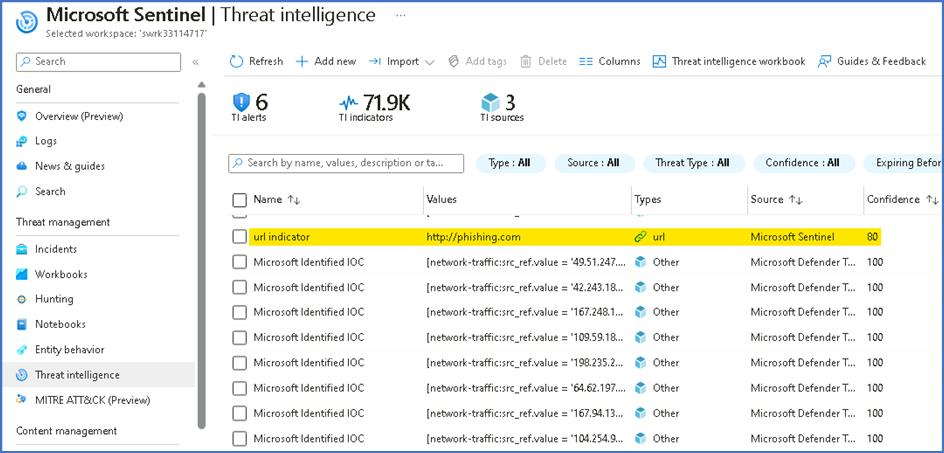 Microsoft Sentinel | Threat intelligence ...
Selected workspace: 'swrk33114717'
Search «
General
Overview (Preview)
Logs
News & guides
Search
Threat management
Incidents
Workbooks
Hunting
Notebooks
Entity behavior
Threat intelligence
MITRE ATT&CK (Preview)
Content management
Refresh Add new Import Add tags Delete Columns Threat intelligence workbook Guides & Feedback
6 71.9K 3
TI alerts TI indicators TI sources
Search by name, values, description or ta... Type : All Source : All Threat Type : All Confidence : All Expiring Befor
Name ↑↓ Values Types Source ↑↓ Confidence ↑↓
url indicator http://phishing.com url Microsoft Sentinel 80
Microsoft Identified IOC [network-traffic:src_ref.value = '49.51.247.... Other Microsoft Defender T... 100
Microsoft Identified IOC [network-traffic:src_ref.value = '42.243.18... Other Microsoft Defender T... 100
Microsoft Identified IOC [network-traffic:src_ref.value = '167.248.1... Other Microsoft Defender T... 100
Microsoft Identified IOC [network-traffic:src_ref.value = '109.59.18... Other Microsoft Defender T... 100
Microsoft Identified IOC [network-traffic:src_ref.value = '198.235.2... Other Microsoft Defender T... 100
Microsoft Identified IOC [network-traffic:src_ref.value = '64.62.197.... Other Microsoft Defender T... 100
Microsoft Identified IOC [network-traffic:src_ref.value = '167.94.13... Other Microsoft Defender T... 100
Microsoft Identified IOC [network-traffic:src_ref.value = '104.254.9... Other Microsoft Defender T... 100